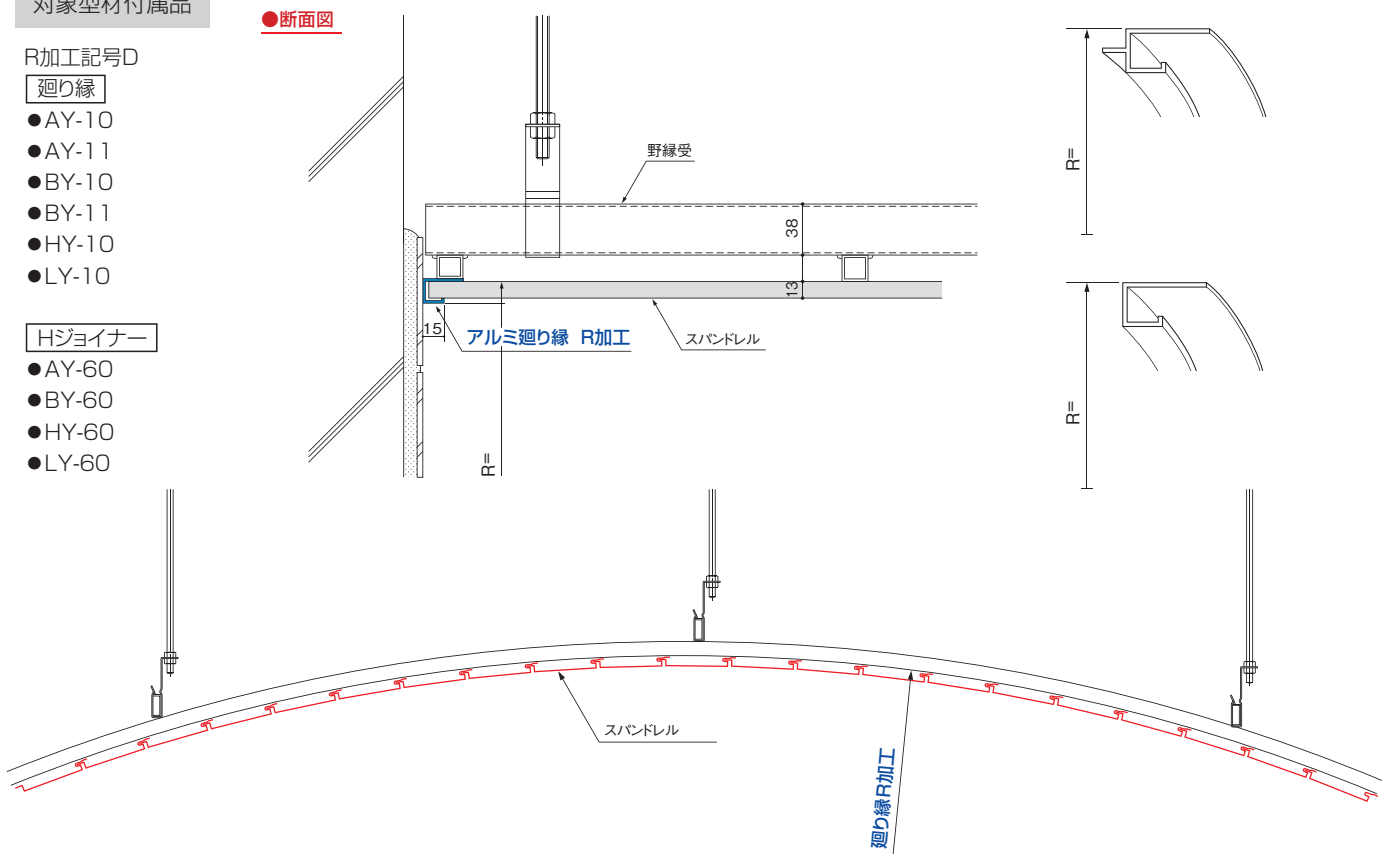 対象型材付属品
R加工記号D
廻り縁
●AY-10
●AY-11
●BY-10
●BY-11
●HY-10
●LY-10
Hジョイナー
●AY-60
●BY-60
●HY-60
●LY-60
●断面図
野縁受
38
13
15
アルミ廻り縁 R加工
スパンドレル
R=
R=
R=
スパンドレル
廻り縁R加工